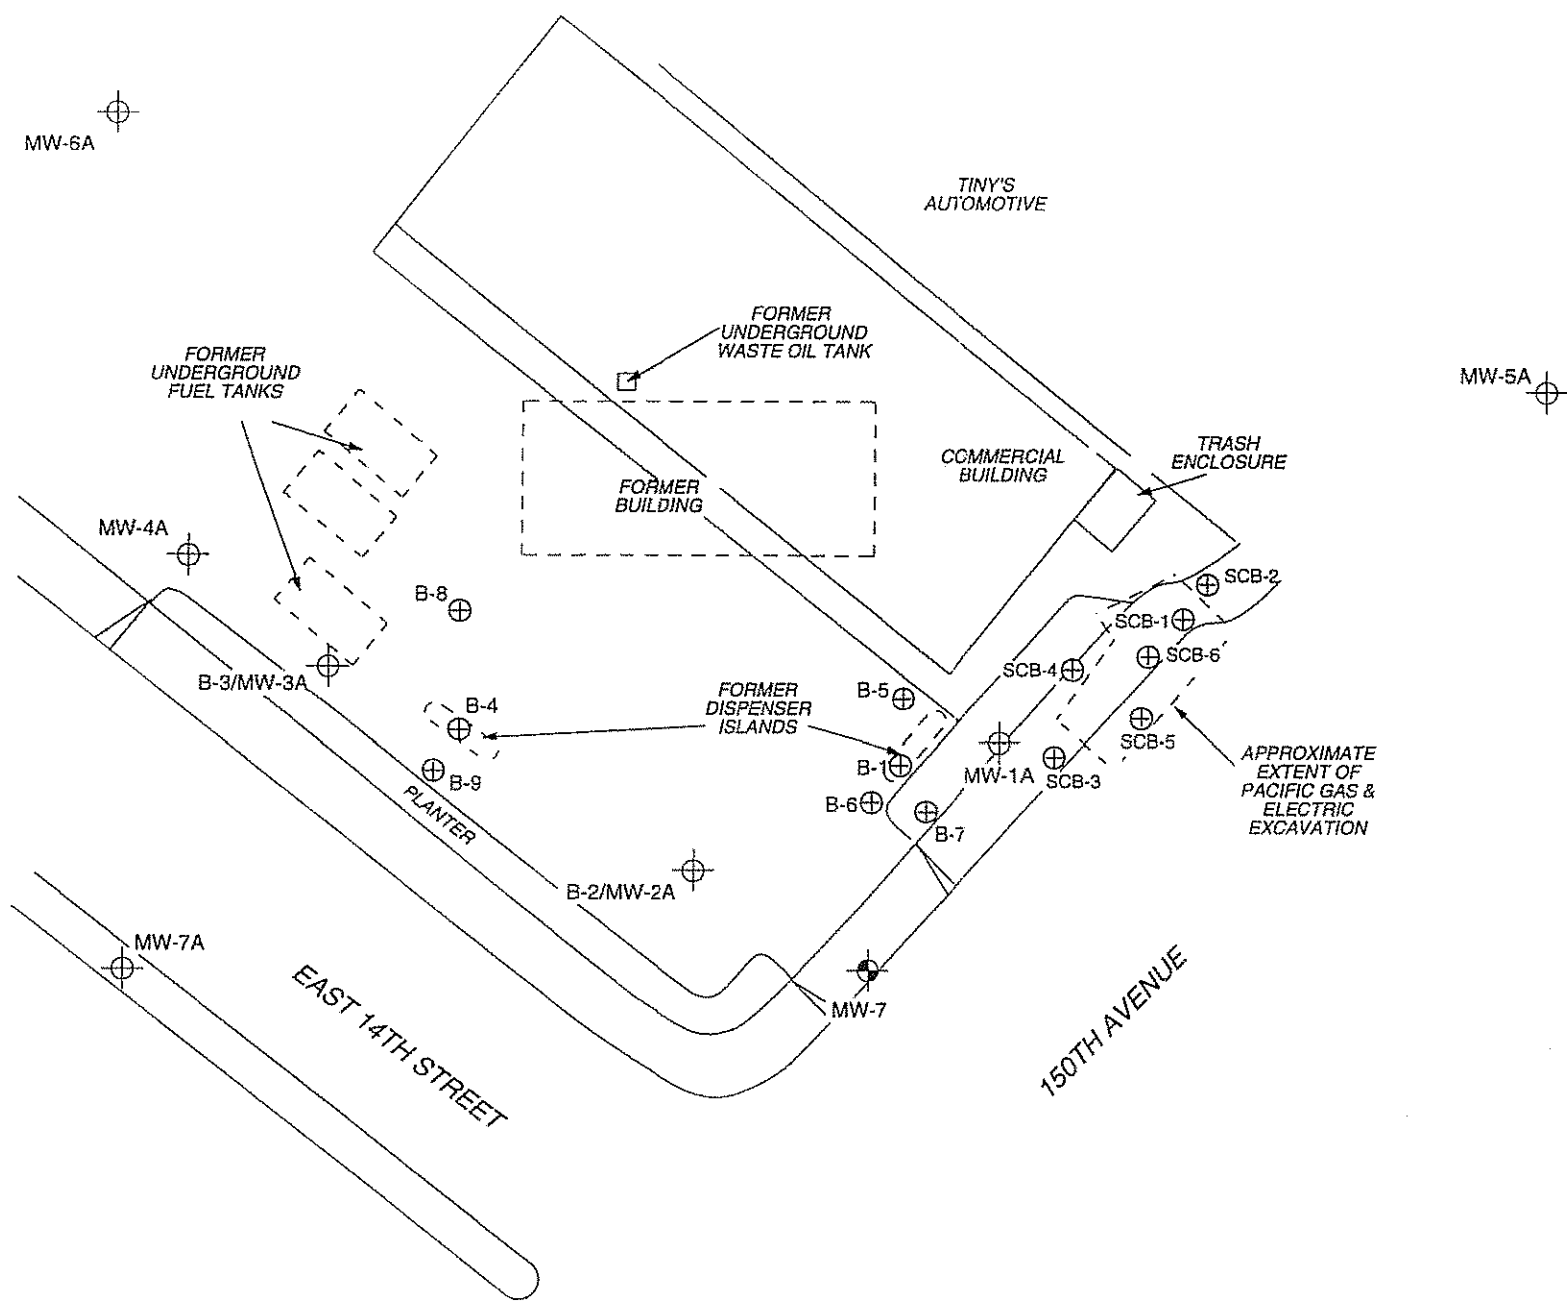 MW-6A
TINY'S
AUTOMOTIVE
FORMER
UNDERGROUND
WASTE OIL TANK
FORMER
UNDERGROUND
FUEL TANKS
MW-5A
COMMERCIAL
BUILDING
TRASH
ENCLOSURE
FORMER
BUILDING
MW-4A
B-8
SCB-2
SCB-1
SCB-6
SCB-4
B-3/MW-3A
B-4
FORMER
DISPENSER
ISLANDS
B-5
SCB-5
B-1
MW-1A
SCB-3
APPROXIMATE
EXTENT OF
PACIFIC GAS &
ELECTRIC
EXCAVATION
B-9
PLANTER
B-6
B-7
B-2/MW-2A
MW-7A
EAST 14TH STREET
MW-7
150TH AVENUE